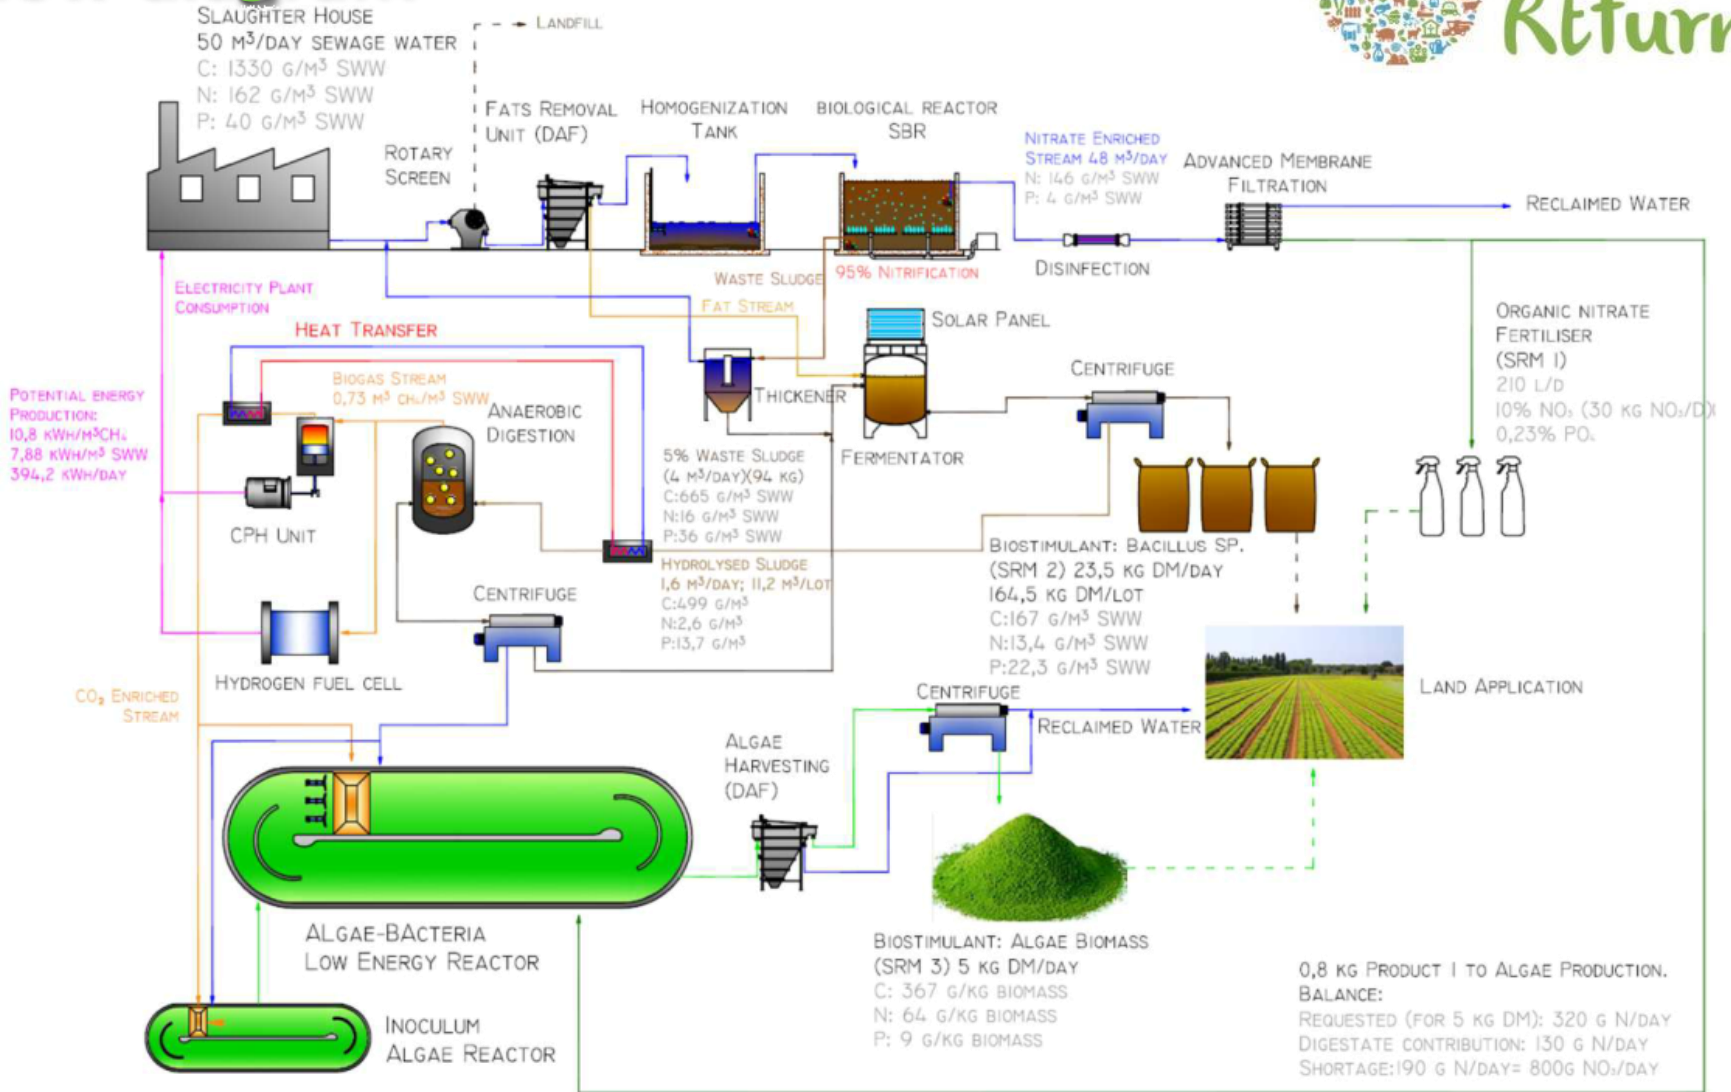 Return
SLAUGHTER HOUSE
50 M³/DAY SEWAGE WATER
C: 1330 G/M³ SWW
N: 162 G/M³ SWW
P: 40 G/M³ SWW
LANDFILL
ROTARY
SCREEN
FATS REMOVAL
UNIT (DAF)
HOMOGENIZATION
TANK
BIOLOGICAL REACTOR
SBR
NITRATE ENRICHED
STREAM 48 M³/DAY
N: 146 G/M³ SWW
P: 4 G/M³ SWW
ADVANCED MEMBRANE
FILTRATION
RECLAIMED WATER
DISINFECTION
WASTE SLUDGE
95% NITRIFICATION
ELECTRICITY PLANT
CONSUMPTION
FAT STREAM
HEAT TRANSFER
SOLAR PANEL
ORGANIC NITRATE
FERTILISER
(SRM 1)
210 L/D
10% NO₃ (30 KG NO₃/D)
0,23% PO₄
POTENTIAL ENERGY
PRODUCTION:
10,8 KWH/M³CH₄
7,88 KWH/M³ SWW
394,2 KWH/DAY
BIOGAS STREAM
0,73 M³ CH₄/M³ SWW
ANAEROBIC
DIGESTION
THICKENER
CENTRIFUGE
FERMENTATOR
5% WASTE SLUDGE
(4 M³/DAY)(94 KG)
C:665 G/M³ SWW
N:16 G/M³ SWW
P:36 G/M³ SWW
CPH UNIT
HYDROLYSED SLUDGE
1,6 M³/DAY; 11,2 M³/LOT
C:499 G/M³
N:2,6 G/M³
P:13,7 G/M³
BIOSTIMULANT: BACILLUS SP.
(SRM 2) 23,5 KG DM/DAY
164,5 KG DM/LOT
C:167 G/M³ SWW
N:13,4 G/M³ SWW
P:22,3 G/M³ SWW
CENTRIFUGE
HYDROGEN FUEL CELL
CO₂ ENRICHED
STREAM
CENTRIFUGE
LAND APPLICATION
RECLAIMED WATER
ALGAE
HARVESTING
(DAF)
ALGAE-BACTERIA
LOW ENERGY REACTOR
BIOSTIMULANT: ALGAE BIOMASS
(SRM 3) 5 KG DM/DAY
C: 367 G/KG BIOMASS
N: 64 G/KG BIOMASS
P: 9 G/KG BIOMASS
INOCULUM
ALGAE REACTOR
0,8 KG PRODUCT 1 TO ALGAE PRODUCTION.
BALANCE:
REQUESTED (FOR 5 KG DM): 320 G N/DAY
DIGESTATE CONTRIBUTION: 130 G N/DAY
SHORTAGE:190 G N/DAY= 800G NO₃/DAY